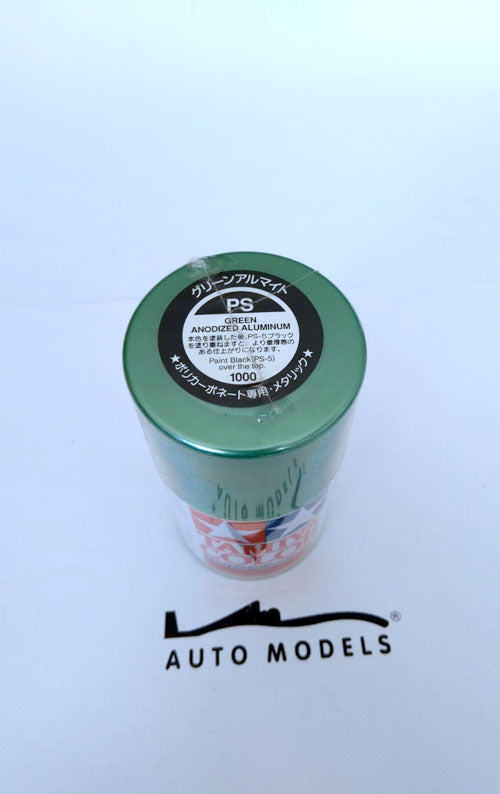 グリーンアルマイト
PS
GREEN
ANODIZED ALUMINUM
本色を塗装した後、PS-5ブラック
を塗り重ねますと、より重厚感の
ある仕上がりになります。
Paint Black (PS-5)
over the top.
1000
★ポリカーボネート専用・メタリック★
AUTO MODELS
TAMIYA
COLOR
®
AUTO MODELS